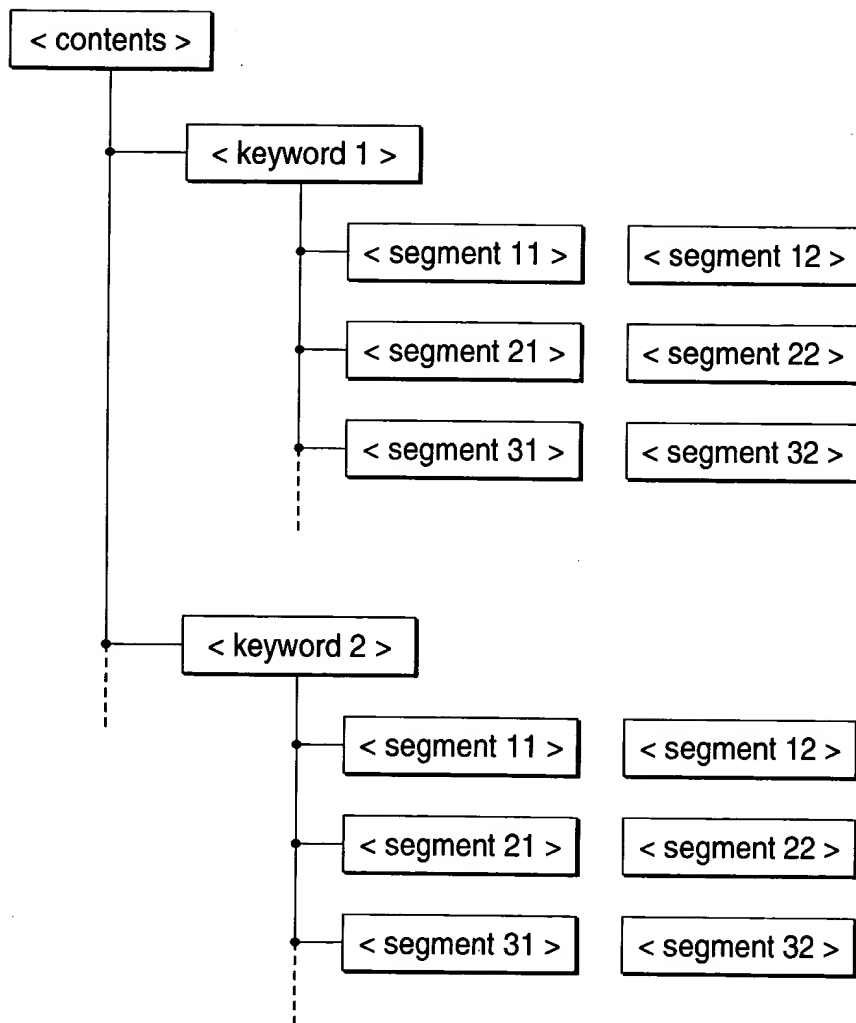 < contents >
< keyword 1 >
< segment 11 > < segment 12 >
< segment 21 > < segment 22 >
< segment 31 > < segment 32 >
< keyword 2 >
< segment 11 > < segment 12 >
< segment 21 > < segment 22 >
< segment 31 > < segment 32 >